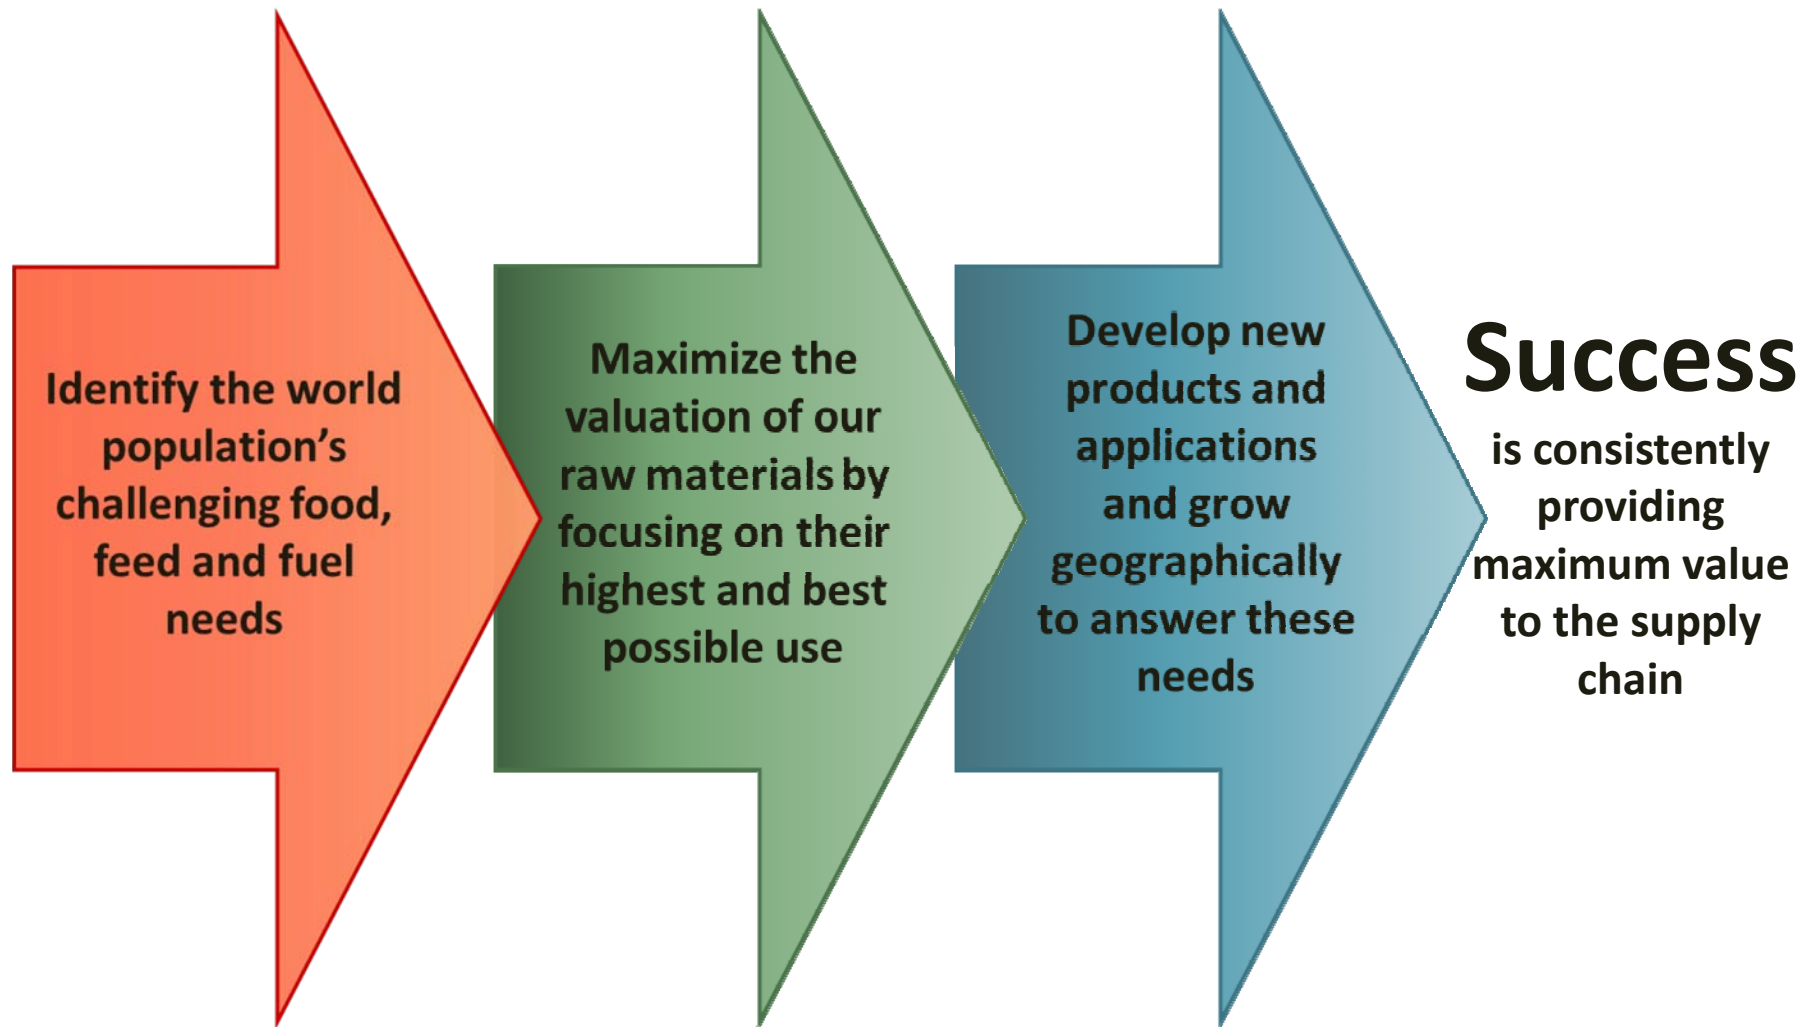 Identify the world
population’s
challenging food,
feed and fuel
needs
Maximize the
valuation of our
raw materials by
focusing on their
highest and best
possible use
Develop new
products and
applications
and grow
geographically
to answer these
needs
Success
is consistently
providing
maximum value
to the supply
chain